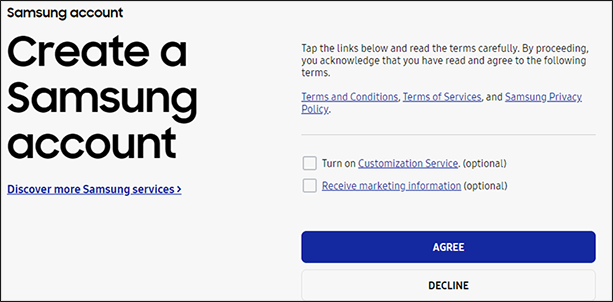 Samsung account
Create a
Samsung
account
Discover more Samsung services >
Tap the links below and read the terms carefully. By proceeding,
you acknowledge that you have read and agree to the following
terms.
Terms and Conditions, Terms of Services, and Samsung Privacy
Policy.
Turn on Customization Service. (optional)
Receive marketing information (optional)
AGREE
DECLINE